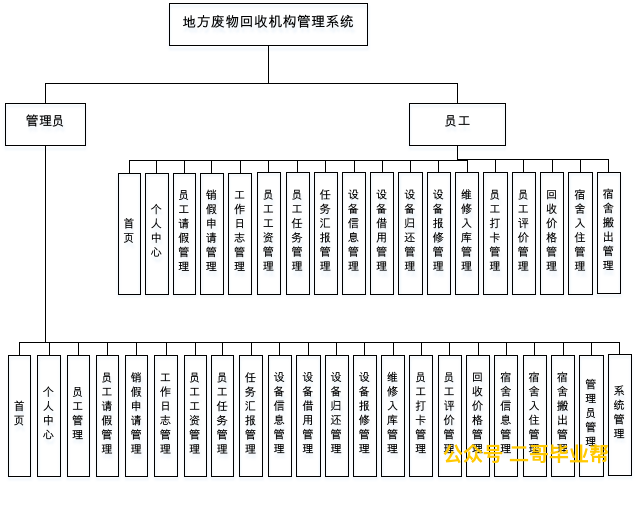 地方废物回收机构管理系统
管理员
员工
首页
个人中心
员工请假管理
销假申请管理
工作日志管理
员工工资管理
员工任务管理
任务汇报管理
设备信息管理
设备借用管理
设备归还管理
设备报修管理
维修入库管理
员工打卡管理
员工评价管理
回收价格管理
宿舍入住管理
宿舍搬出管理
首页
个人中心
员工管理
员工请假管理
销假申请管理
工作日志管理
员工工资管理
员工任务管理
任务汇报管理
设备信息管理
设备借用管理
设备归还管理
设备报修管理
维修入库管理
员工打卡管理
员工评价管理
回收价格管理
宿舍信息管理
宿舍入住管理
宿舍搬出管理
管理员管理
系统管理
公众号 二哥毕业帮